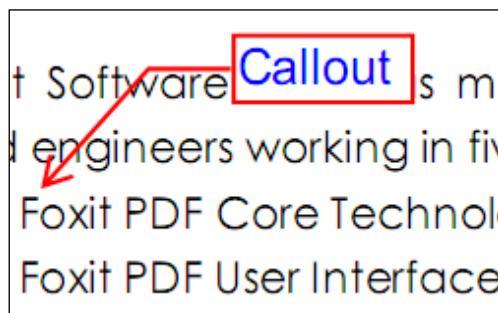 t Software Callout s m
engineers working in fiv
Foxit PDF Core Technol
Foxit PDF User Interface